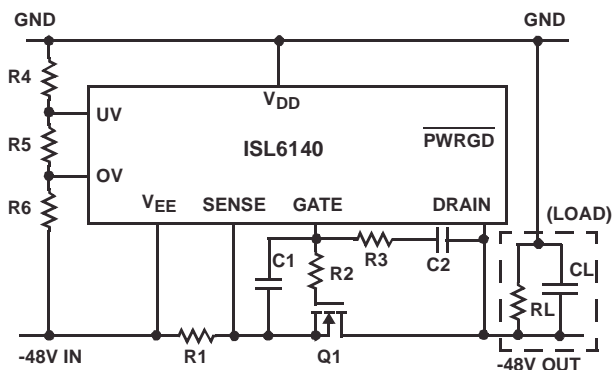 GND
GND
R4
VDD
UV
R5
ISL6140
PWRGD
OV
R6
VEE
SENSE
GATE
DRAIN
(LOAD)
C1
R2
R3
C2
CL
RL
-48V IN
R1
Q1
-48V OUT